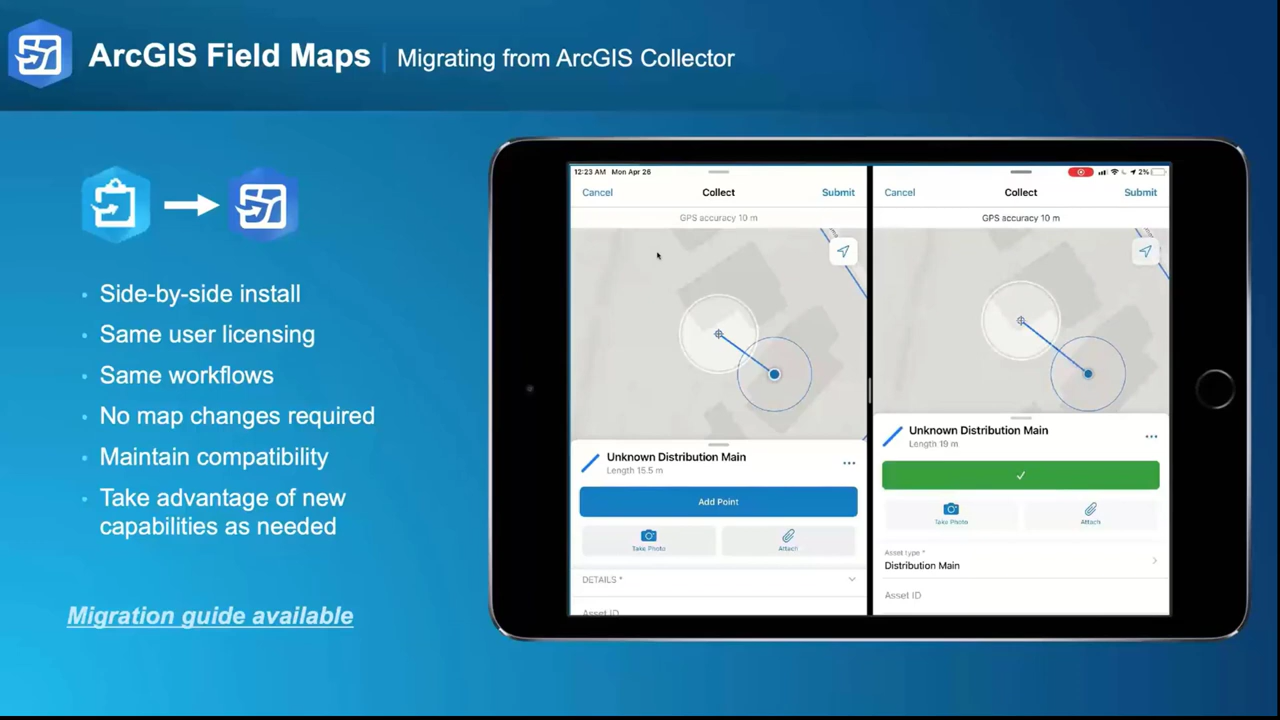 ArcGIS Field Maps | Migrating from ArcGIS Collector
Side-by-side install
Same user licensing
Same workflows
No map changes required
Maintain compatibility
Take advantage of new
capabilities as needed
Migration guide available
12:23 AM Mon Apr 26
Cancel Collect Submit
GPS accuracy 10 m
Unknown Distribution Main
Length 15.5 m
Add Point
Take Photo Attach
DETAILS *
Asset ID
2%
Cancel Collect Submit
GPS accuracy 10 m
Unknown Distribution Main
Length 19 m
Take Photo Attach
Asset type *
Distribution Main
Asset ID